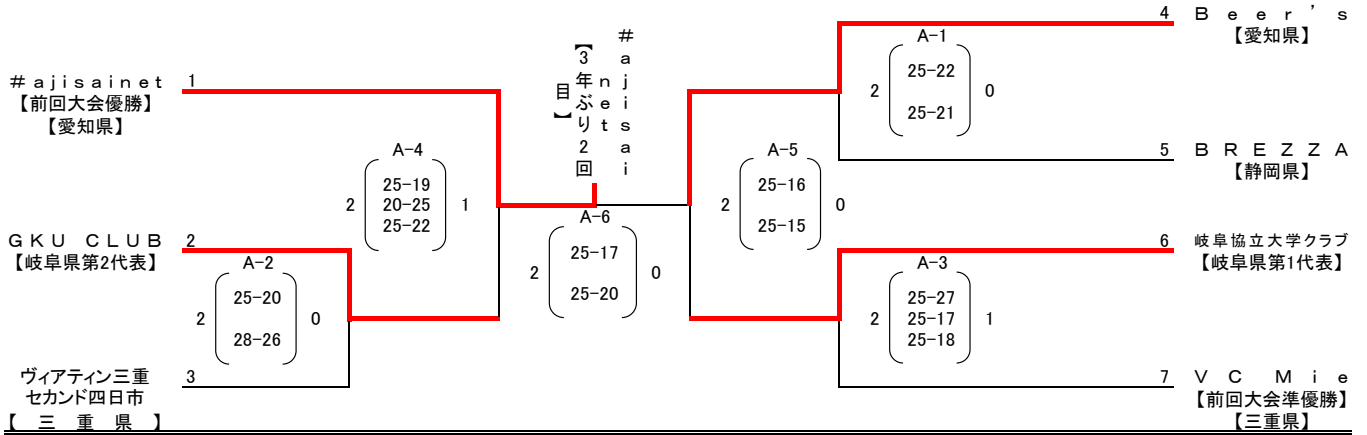 #ajisainet
【前回大会優勝】
【愛知県】
1
GKU CLUB
【岐阜県第2代表】
2
ヴィアティン三重
セカンド四日市
【三重県】
3
A-2
2
25-20
28-26
0
A-4
2
25-19
20-25
25-22
1
#ajisai
net
【3年ぶり2回
目】
A-6
2
25-17
25-20
0
A-5
2
25-16
25-15
0
A-1
2
25-22
25-21
0
A-3
2
25-27
25-17
25-18
1
4
Beer's
【愛知県】
5
BREZZA
【静岡県】
6
岐阜協立大学クラブ
【岐阜県第1代表】
7
VC Mie
【前回大会準優勝】
【三重県】